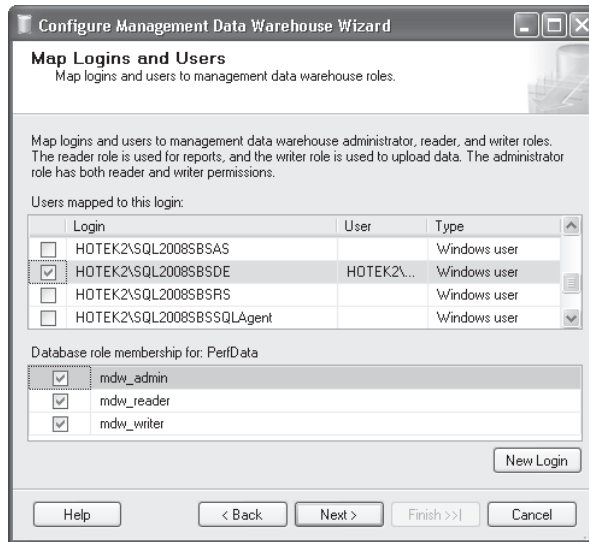 Configure Management Data Warehouse Wizard
Map Logins and Users
Map logins and users to management data warehouse roles.
Map logins and users to management data warehouse administrator, reader, and writer roles.
The reader role is used for reports, and the writer role is used to upload data. The administrator
role has both reader and writer permissions.
Users mapped to this login:
Login User Type
HOTEK2\SQL2008SBSAS Windows user
HOTEK2\SQL2008SBSDE HOTEK2\... Windows user
HOTEK2\SQL2008SBSRS Windows user
HOTEK2\SQL2008SBSSQLAgent Windows user
Database role membership for: PerfData
mdw_admin
mdw_reader
mdw_writer
New Login
Help < Back Next > Finish >>| Cancel